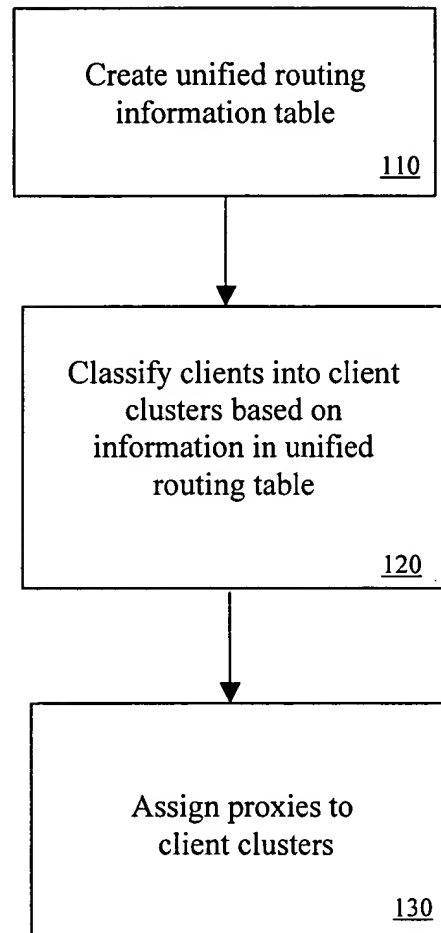 Create unified routing
information table
110
Classify clients into client
clusters based on
information in unified
routing table
120
Assign proxies to
client clusters
130